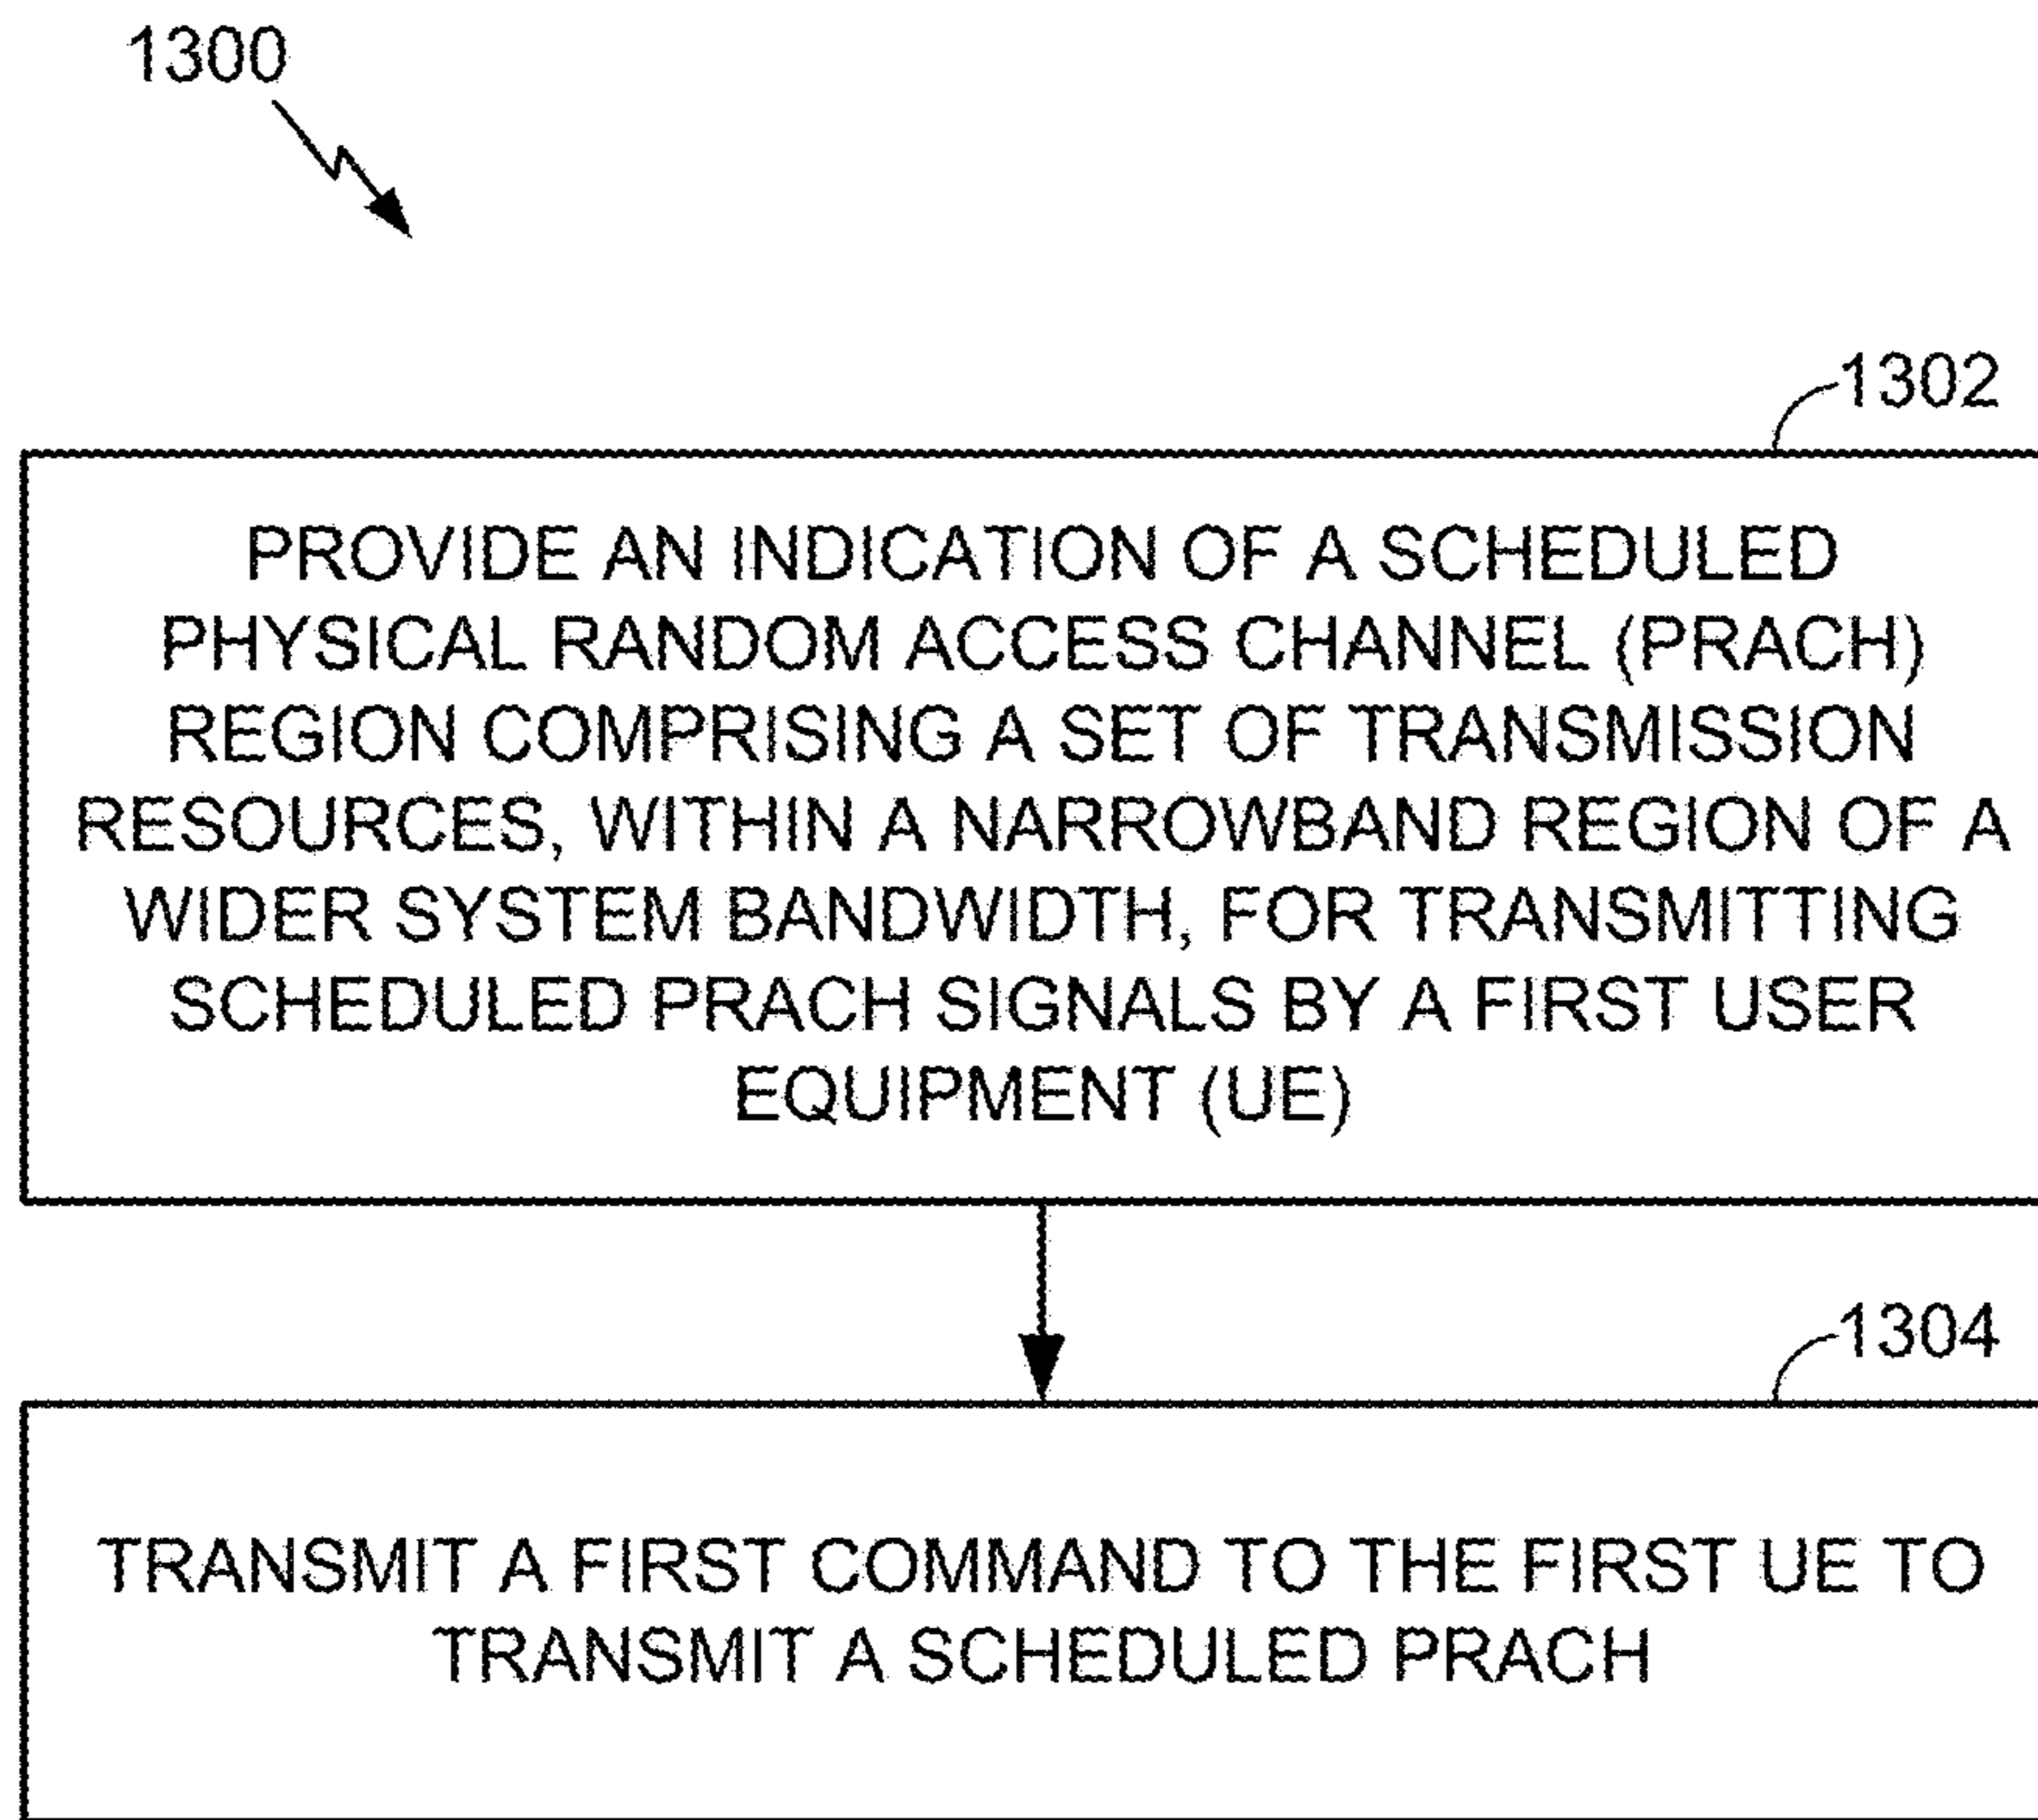 1300
1302
PROVIDE AN INDICATION OF A SCHEDULED
PHYSICAL RANDOM ACCESS CHANNEL (PRACH)
REGION COMPRISING A SET OF TRANSMISSION
RESOURCES, WITHIN A NARROWBAND REGION OF A
WIDER SYSTEM BANDWIDTH, FOR TRANSMITTING
SCHEDULED PRACH SIGNALS BY A FIRST USER
EQUIPMENT (UE)
1304
TRANSMIT A FIRST COMMAND TO THE FIRST UE TO
TRANSMIT A SCHEDULED PRACH